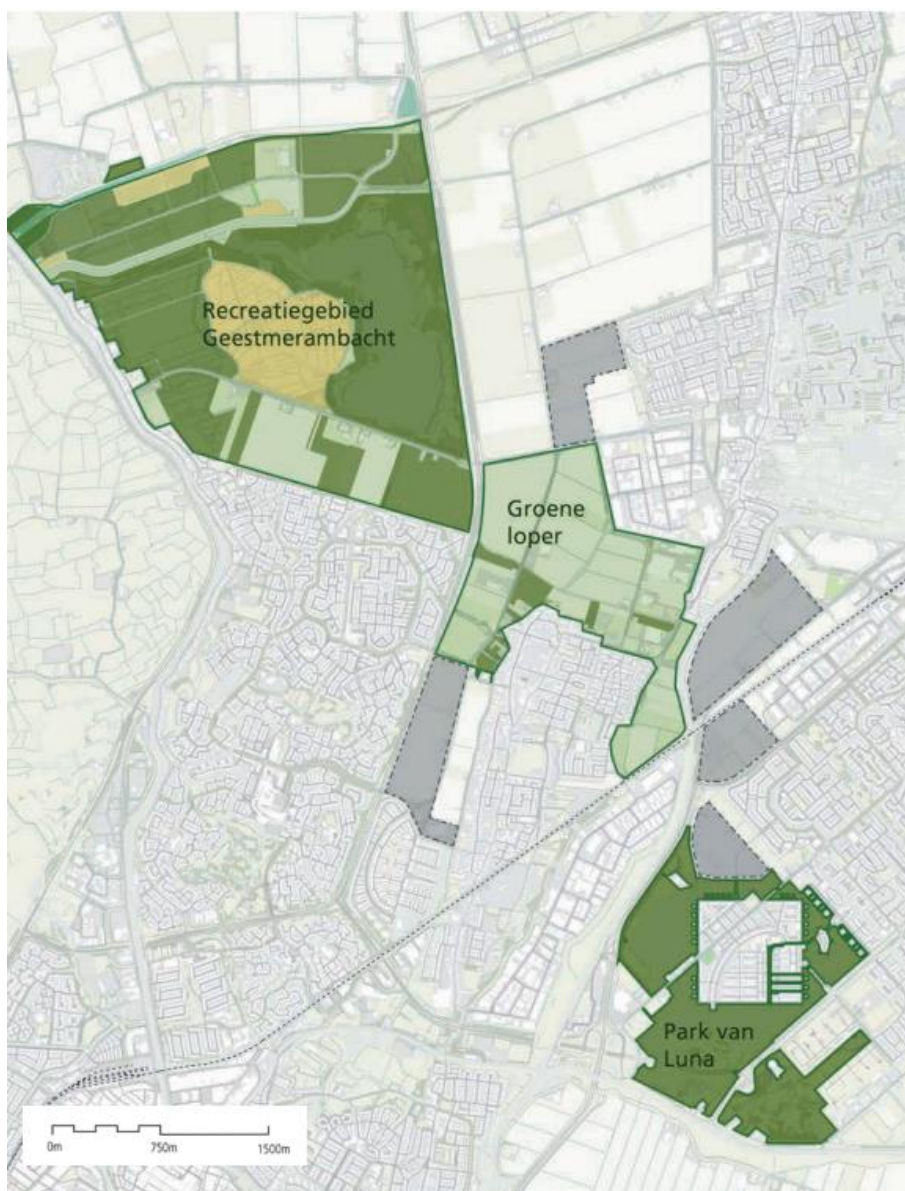 Recreatiegebied
Geestmerambacht
Groene
loper
Park van
Luna
0m 750m 1500m